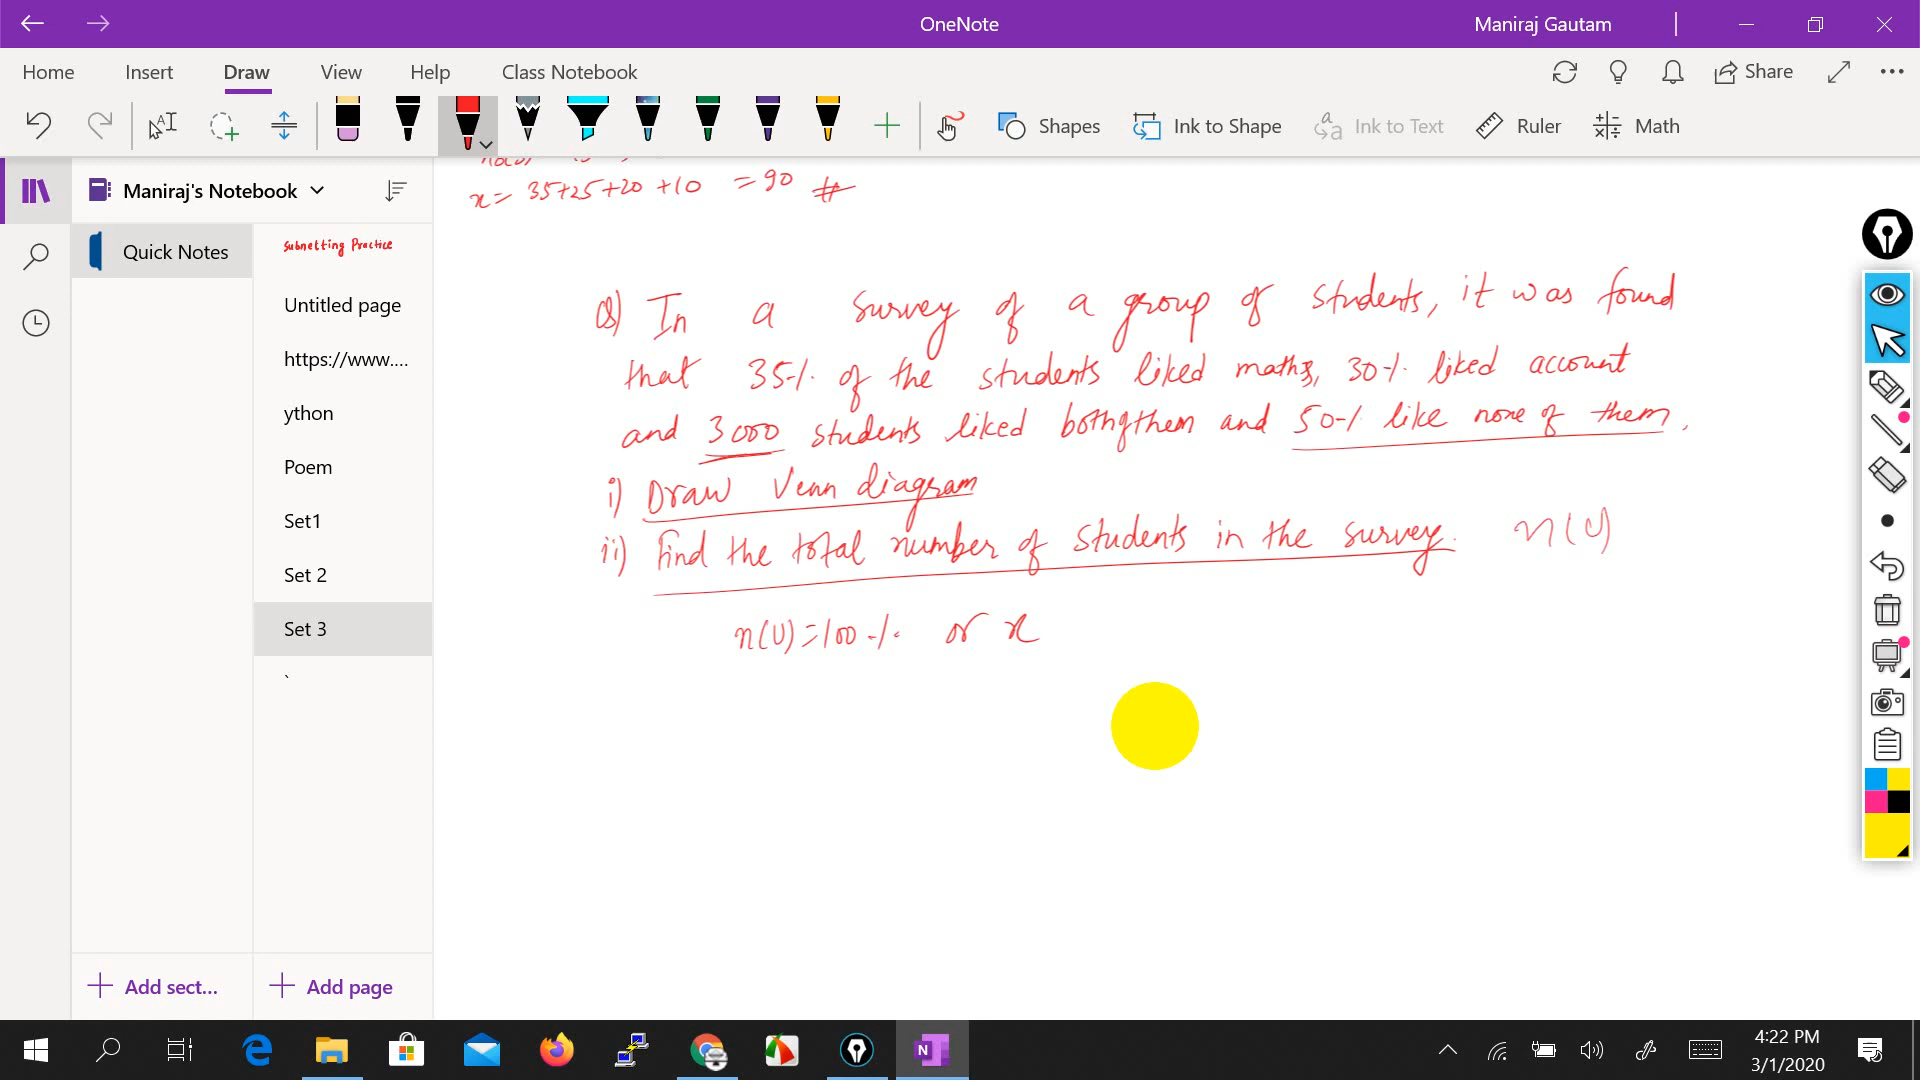 OneNote
Maniraj Gautam
Home Insert Draw View Help Class Notebook
Share
Shapes
Ink to Shape
Ink to Text
Ruler
Math
Maniraj's Notebook
Quick Notes
Subnetting Practice
Untitled page
https://www....
ython
Poem
Set1
Set 2
Set 3
`
Add sect...
Add page
x= 35+25+20+10 =90 #
Q) In a survey of a group of students, it was found
that 35% of the students liked maths, 30% liked account
and 3000 students liked both of them and 50% like none of them.
i) Draw Venn diagram
ii) Find the total number of students in the survey. n(U)
n(U)=100% or x
4:22 PM
3/1/2020